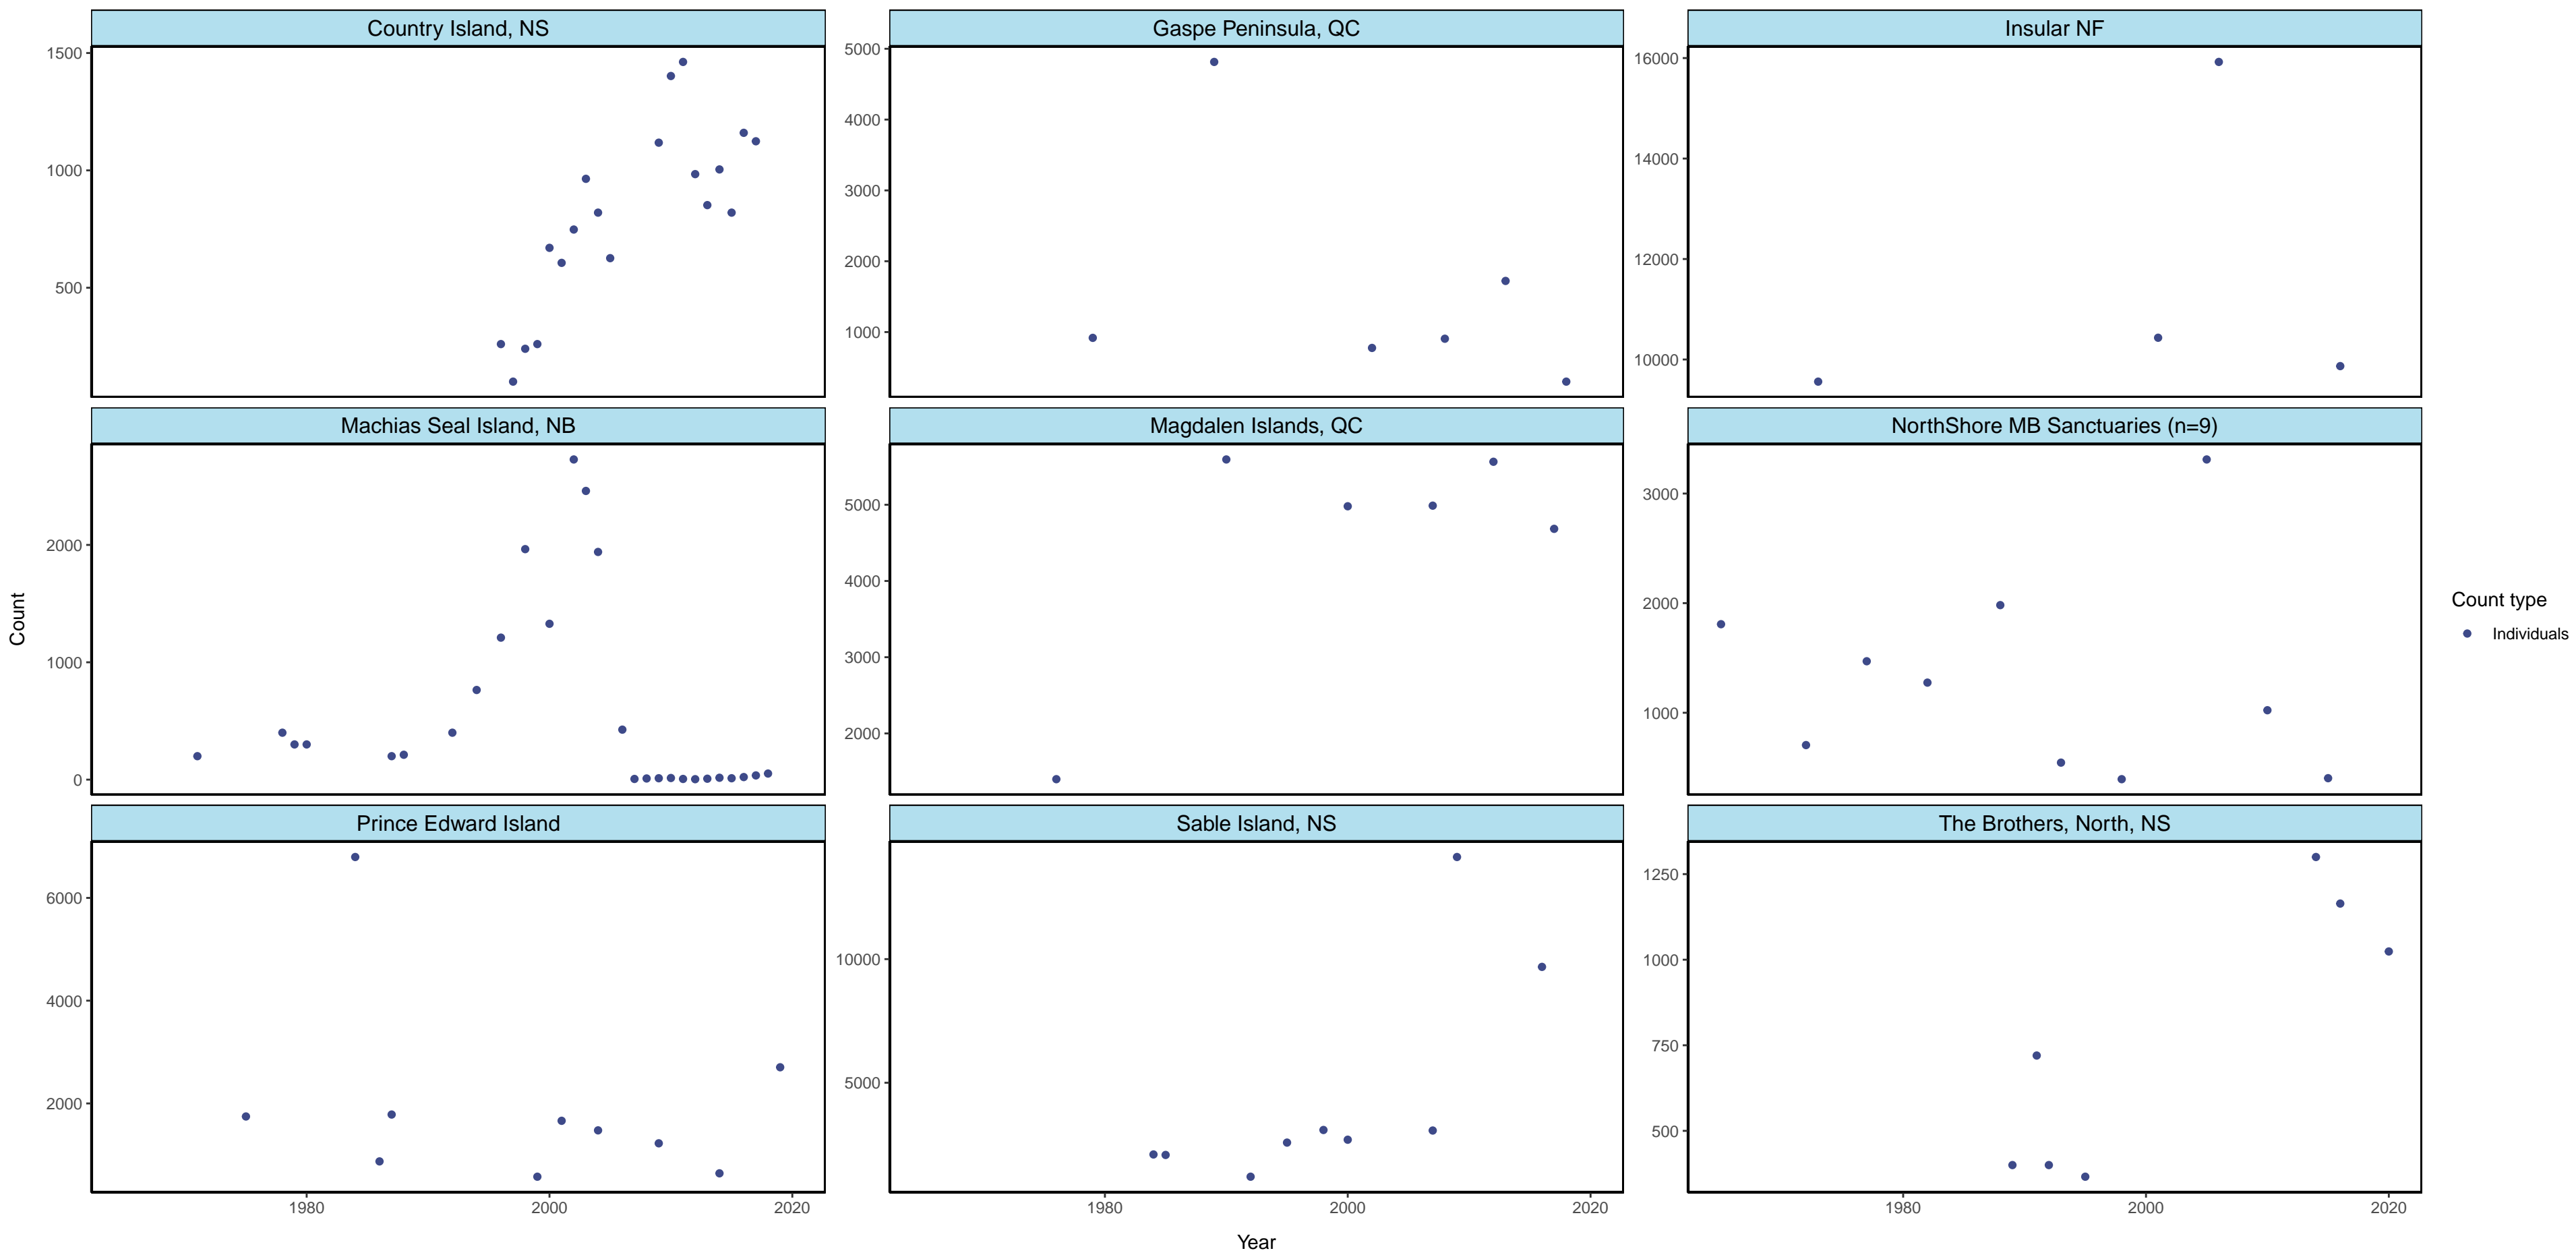 Country Island, NS
Gaspe Peninsula, QC
Insular NF
1500
1000
500
5000
4000
3000
2000
1000
16000
14000
12000
10000
Machias Seal Island, NB
Magdalen Islands, QC
NorthShore MB Sanctuaries (n=9)
2000
1000
0
5000
4000
3000
2000
3000
2000
1000
Prince Edward Island
Sable Island, NS
The Brothers, North, NS
6000
4000
2000
10000
5000
1250
1000
750
500
1980 2000 2020
1980 2000 2020
1980 2000 2020
Year
Count
Count type
Individuals